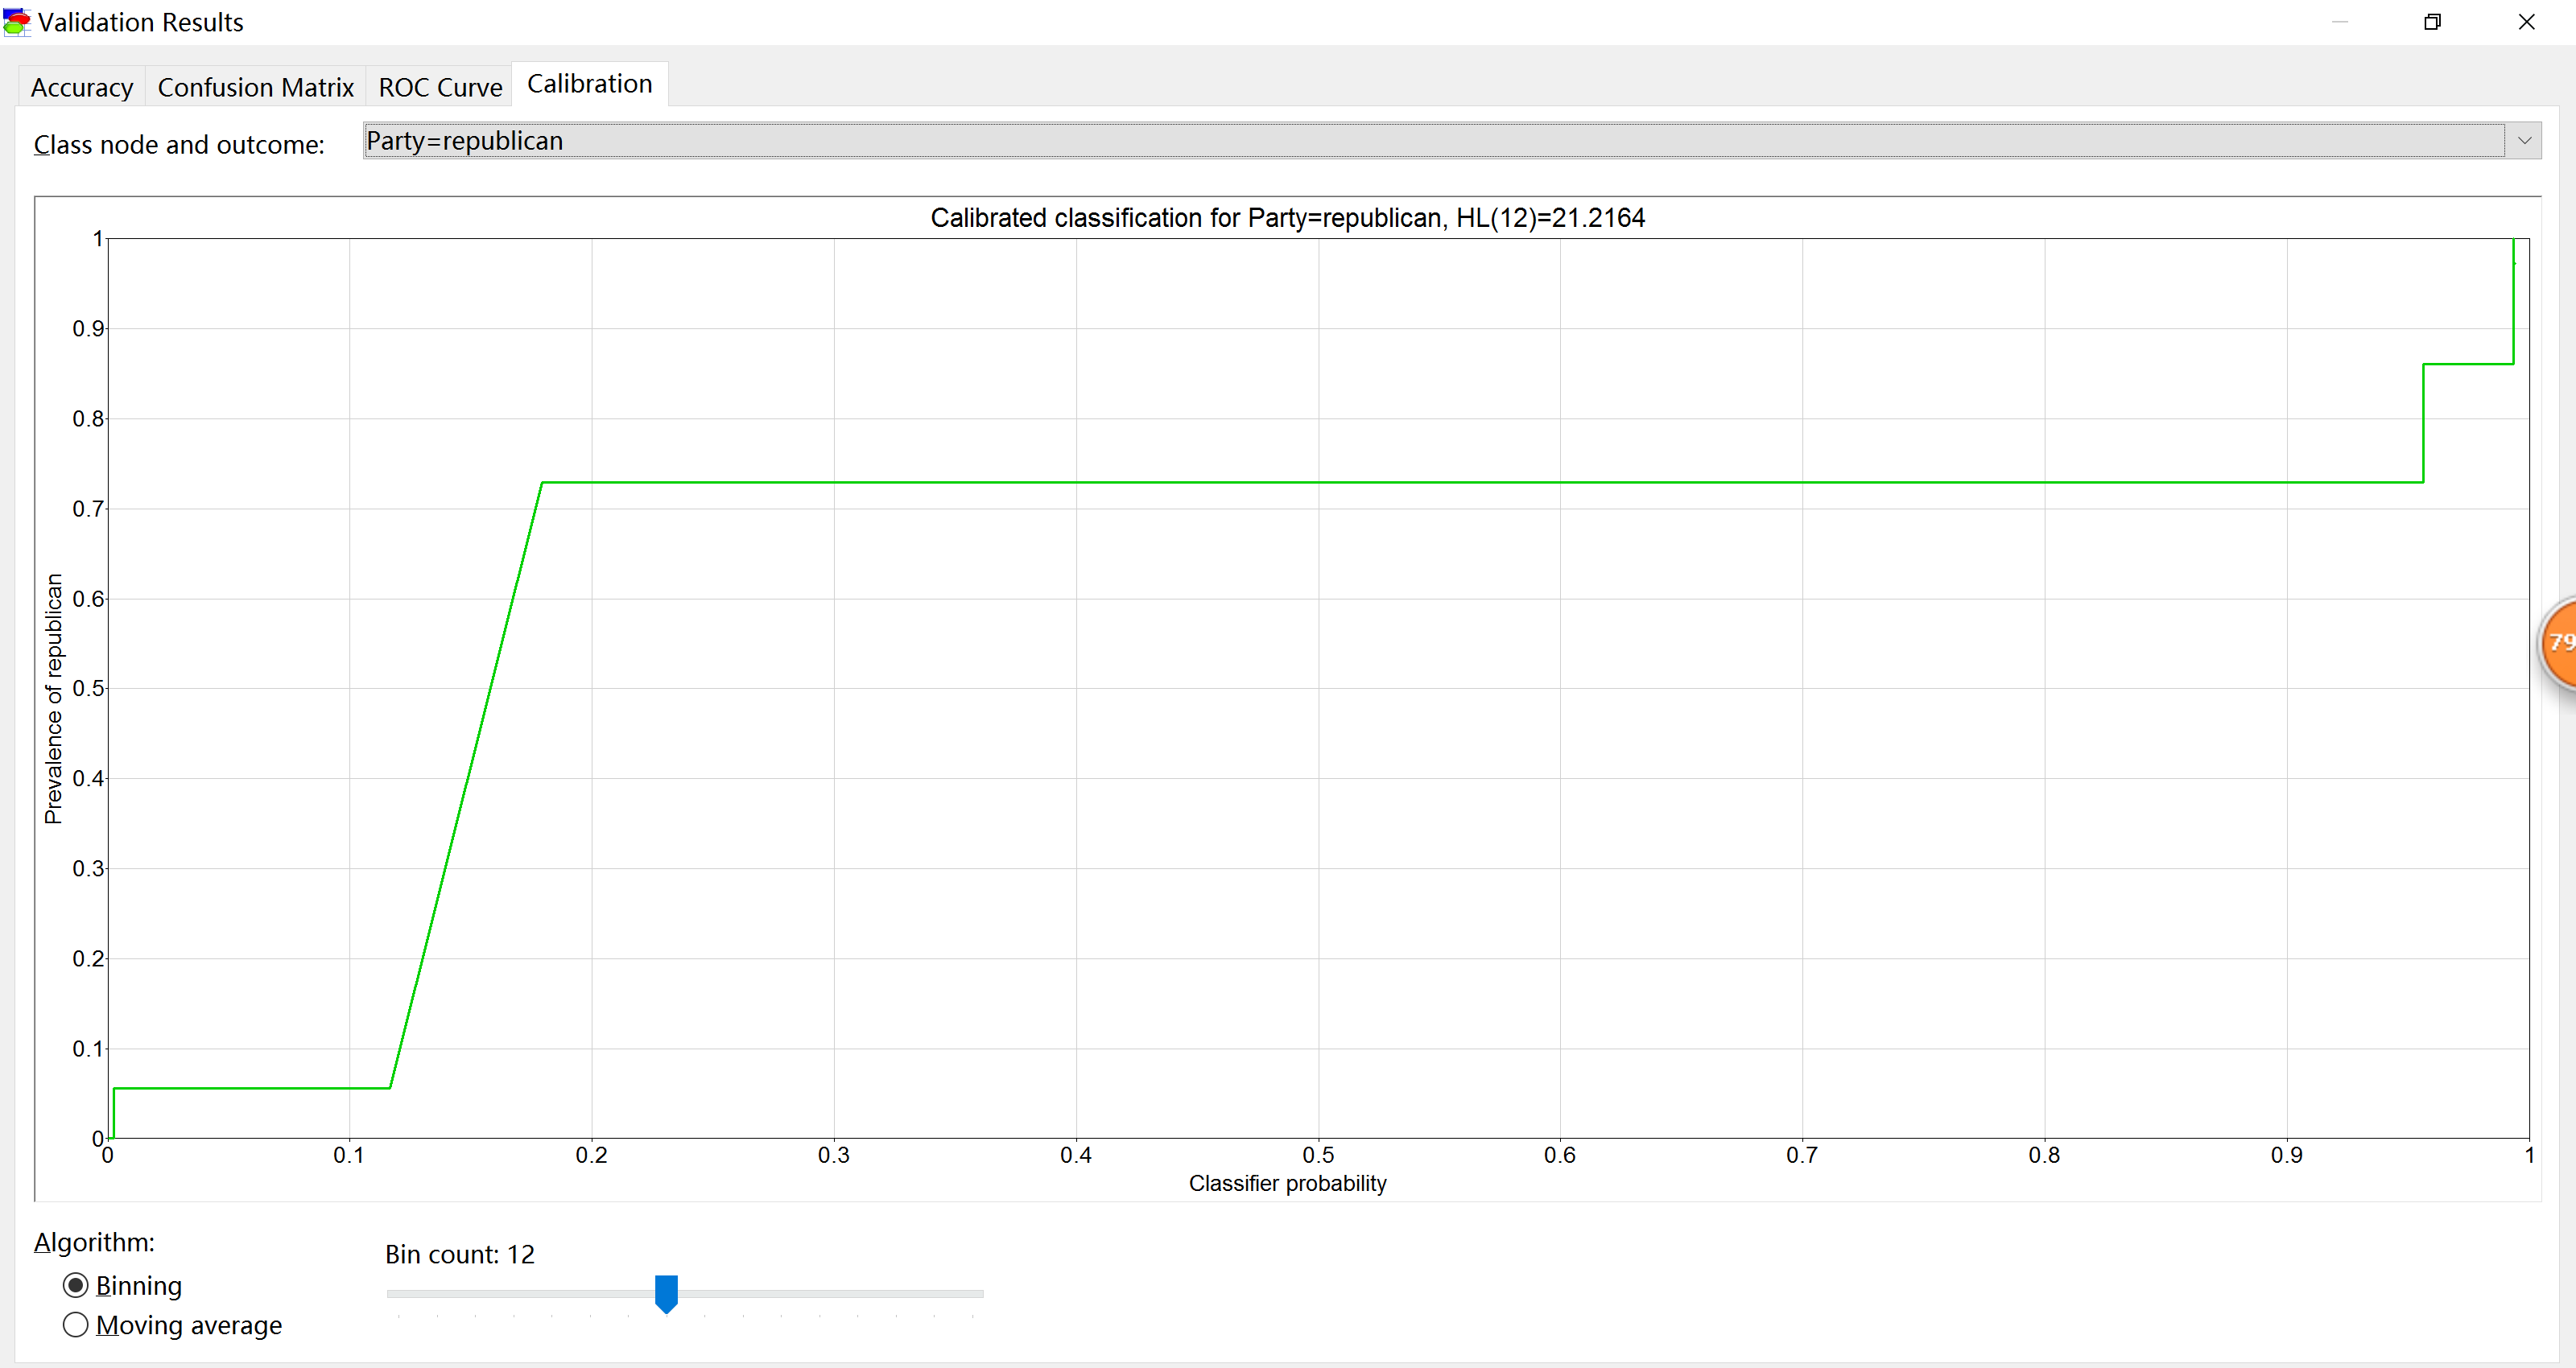 Validation Results
Accuracy Confusion Matrix ROC Curve Calibration
Class node and outcome: Party=republican
Calibrated classification for Party=republican, HL(12)=21.2164
1
0.9
0.8
0.7
0.6
0.5
0.4
0.3
0.2
0.1
0
Prevalence of republican
0 0.1 0.2 0.3 0.4 0.5 0.6 0.7 0.8 0.9 1
Classifier probability
79
Algorithm:
Bin count: 12
Binning
Moving average